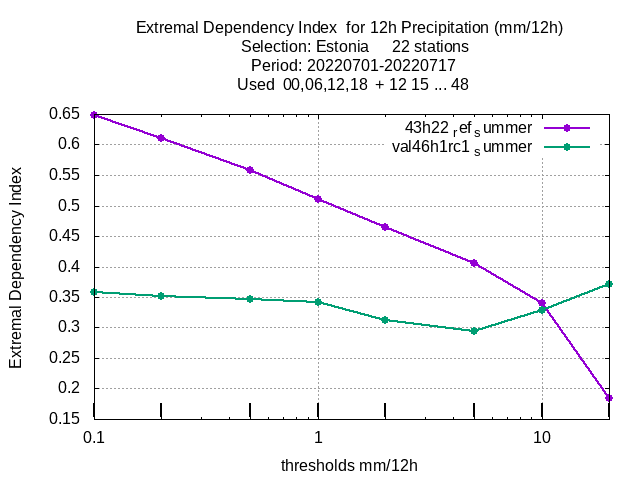 Extremal Dependency Index  for 12h Precipitation (mm/12h)
Selection: Estonia     22 stations
Period: 20220701-20220717
Used  00,06,12,18  + 12 15 ... 48
43h22 refsummer
val46h1rc1 summer
Extremal Dependency Index
0.65
0.6
0.55
0.5
0.45
0.4
0.35
0.3
0.25
0.2
0.15
0.1 1 10
thresholds mm/12h